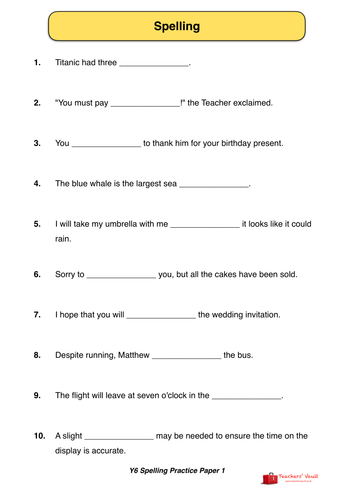 Spelling
1. Titanic had three _______________.
2. "You must pay _______________!" the Teacher exclaimed.
3. You _______________ to thank him for your birthday present.
4. The blue whale is the largest sea _______________.
5. I will take my umbrella with me _______________ it looks like it could
rain.
6. Sorry to _______________ you, but all the cakes have been sold.
7. I hope that you will _______________ the wedding invitation.
8. Despite running, Matthew _______________ the bus.
9. The flight will leave at seven o'clock in the _______________.
10. A slight _______________ may be needed to ensure the time on the
display is accurate.
Y6 Spelling Practice Paper 1
Teachers' Vault